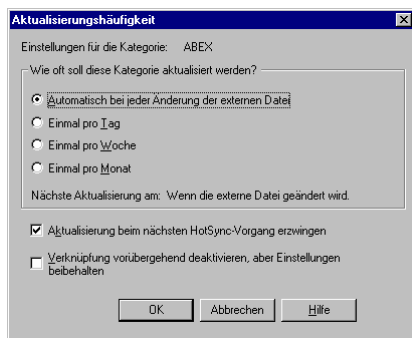 Aktualisierungshäufigkeit
Einstellungen für die Kategorie: ABEX
Wie oft soll diese Kategorie aktualisiert werden?
Automatisch bei jeder Änderung der externen Datei
Einmal pro Tag
Einmal pro Woche
Einmal pro Monat
Nächste Aktualisierung am: Wenn die externe Datei geändert wird.
Aktualisierung beim nächsten HotSync-Vorgang erzwingen
Verknüpfung vorübergehend deaktivieren, aber Einstellungen
beibehalten
OK Abbrechen Hilfe